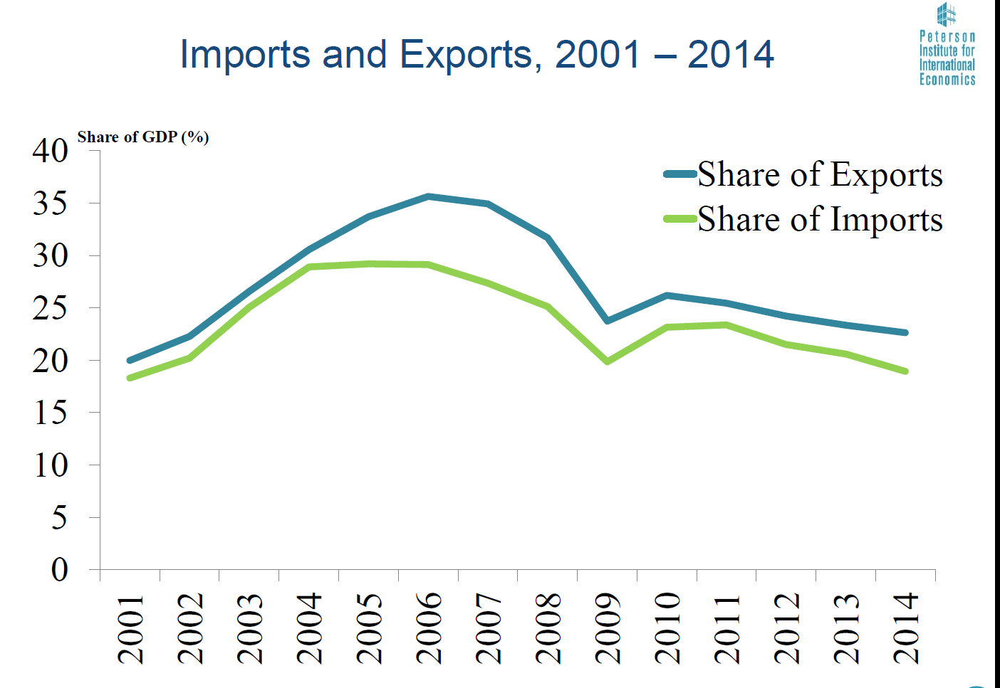 Peterson
Institute for
International
Economics
Imports and Exports, 2001 – 2014
Share of GDP (%)
40
35
30
25
20
15
10
5
0
Share of Exports
Share of Imports
2001
2002
2003
2004
2005
2006
2007
2008
2009
2010
2011
2012
2013
2014